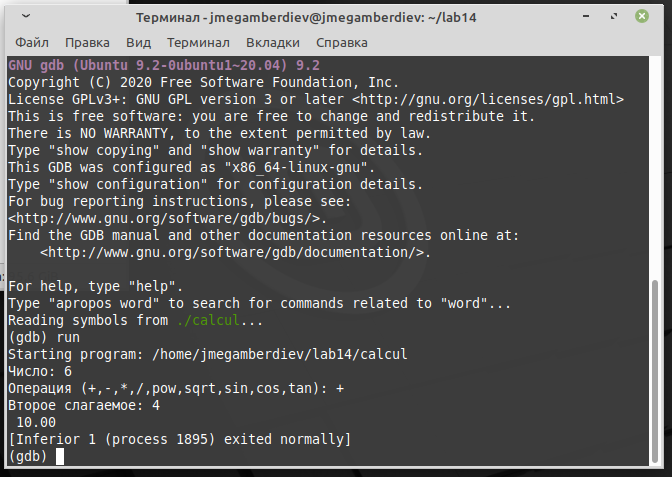 Терминал - jmegamberdiev@jmegamberdiev: ~/lab14
Файл Правка Вид Терминал Вкладки Справка
GNU gdb (Ubuntu 9.2-0ubuntu1~20.04) 9.2
Copyright (C) 2020 Free Software Foundation, Inc.
License GPLv3+: GNU GPL version 3 or later <http://gnu.org/licenses/gpl.html>
This is free software: you are free to change and redistribute it.
There is NO WARRANTY, to the extent permitted by law.
Type "show copying" and "show warranty" for details.
This GDB was configured as "x86_64-linux-gnu".
Type "show configuration" for configuration details.
For bug reporting instructions, please see:
<http://www.gnu.org/software/gdb/bugs/>.
Find the GDB manual and other documentation resources online at:
    <http://www.gnu.org/software/gdb/documentation/>.
For help, type "help".
Type "apropos word" to search for commands related to "word"...
Reading symbols from ./calcul...
(gdb) run
Starting program: /home/jmegamberdiev/lab14/calcul
Число: 6
Операция (+,-,*,/,pow,sqrt,sin,cos,tan): +
Второе слагаемое: 4
 10.00
[Inferior 1 (process 1895) exited normally]
(gdb)